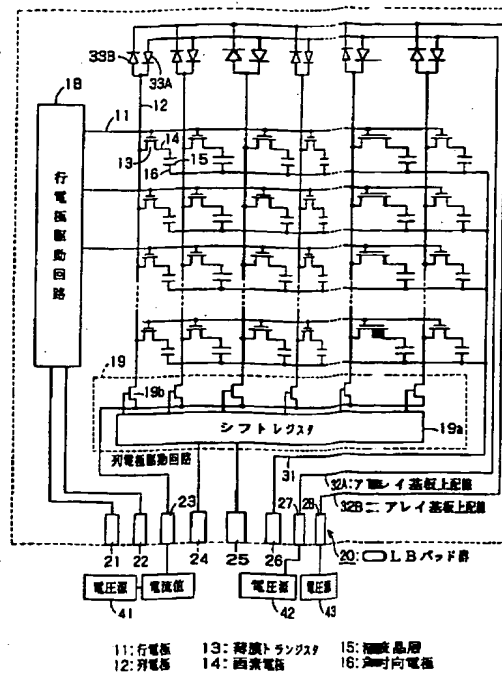 33B
33A
18
12
11
14
13
15
16
行電極駆動回路
19
19b
シフトレジスタ
19a
列電極駆動回路
31
32A:アレイ基板上配線
32B:アレイ基板上配線
23
27
28
21
22
24
25
26
20: LBパッド群
電圧源
電流値
電圧源
電圧源
41
42
43
11:行電極
13:薄膜トランジスタ
15:液晶層
12:列電極
14:画素電極
16:対向電極